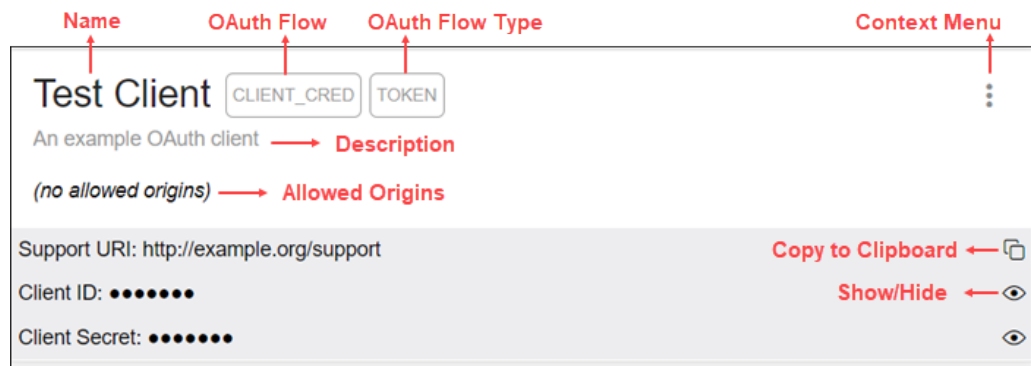 Name OAuth Flow OAuth Flow Type Context Menu
Test Client CLIENT_CRED TOKEN
An example OAuth client Description
(no allowed origins) Allowed Origins
Support URI: http://example.org/support Copy to Clipboard
Client ID: ●●●●●●● Show/Hide
Client Secret: ●●●●●●●